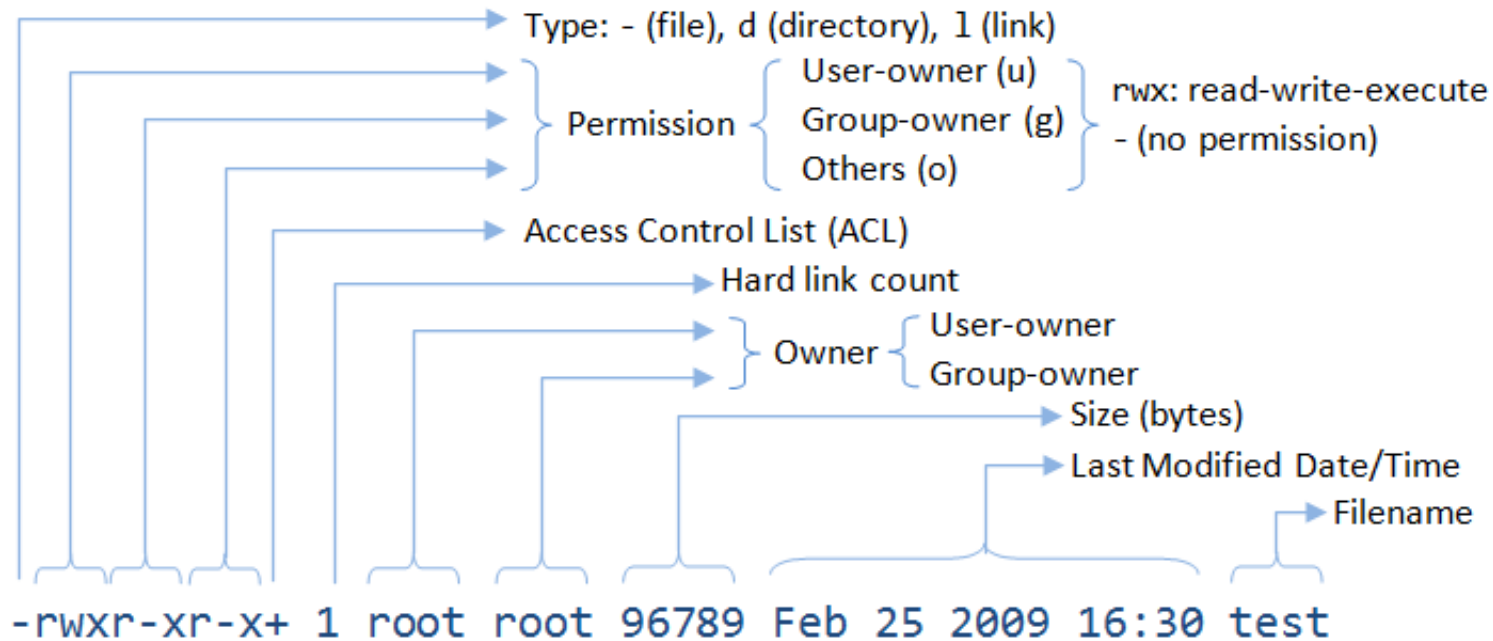 Type: - (file), d (directory), l (link)
User-owner (u)
rwx: read-write-execute
Permission
Group-owner (g)
- (no permission)
Others (o)
Access Control List (ACL)
Hard link count
User-owner
Owner
Group-owner
Size (bytes)
Last Modified Date/Time
Filename
-rwxr-xr-x+ 1 root root 96789 Feb 25 2009 16:30 test